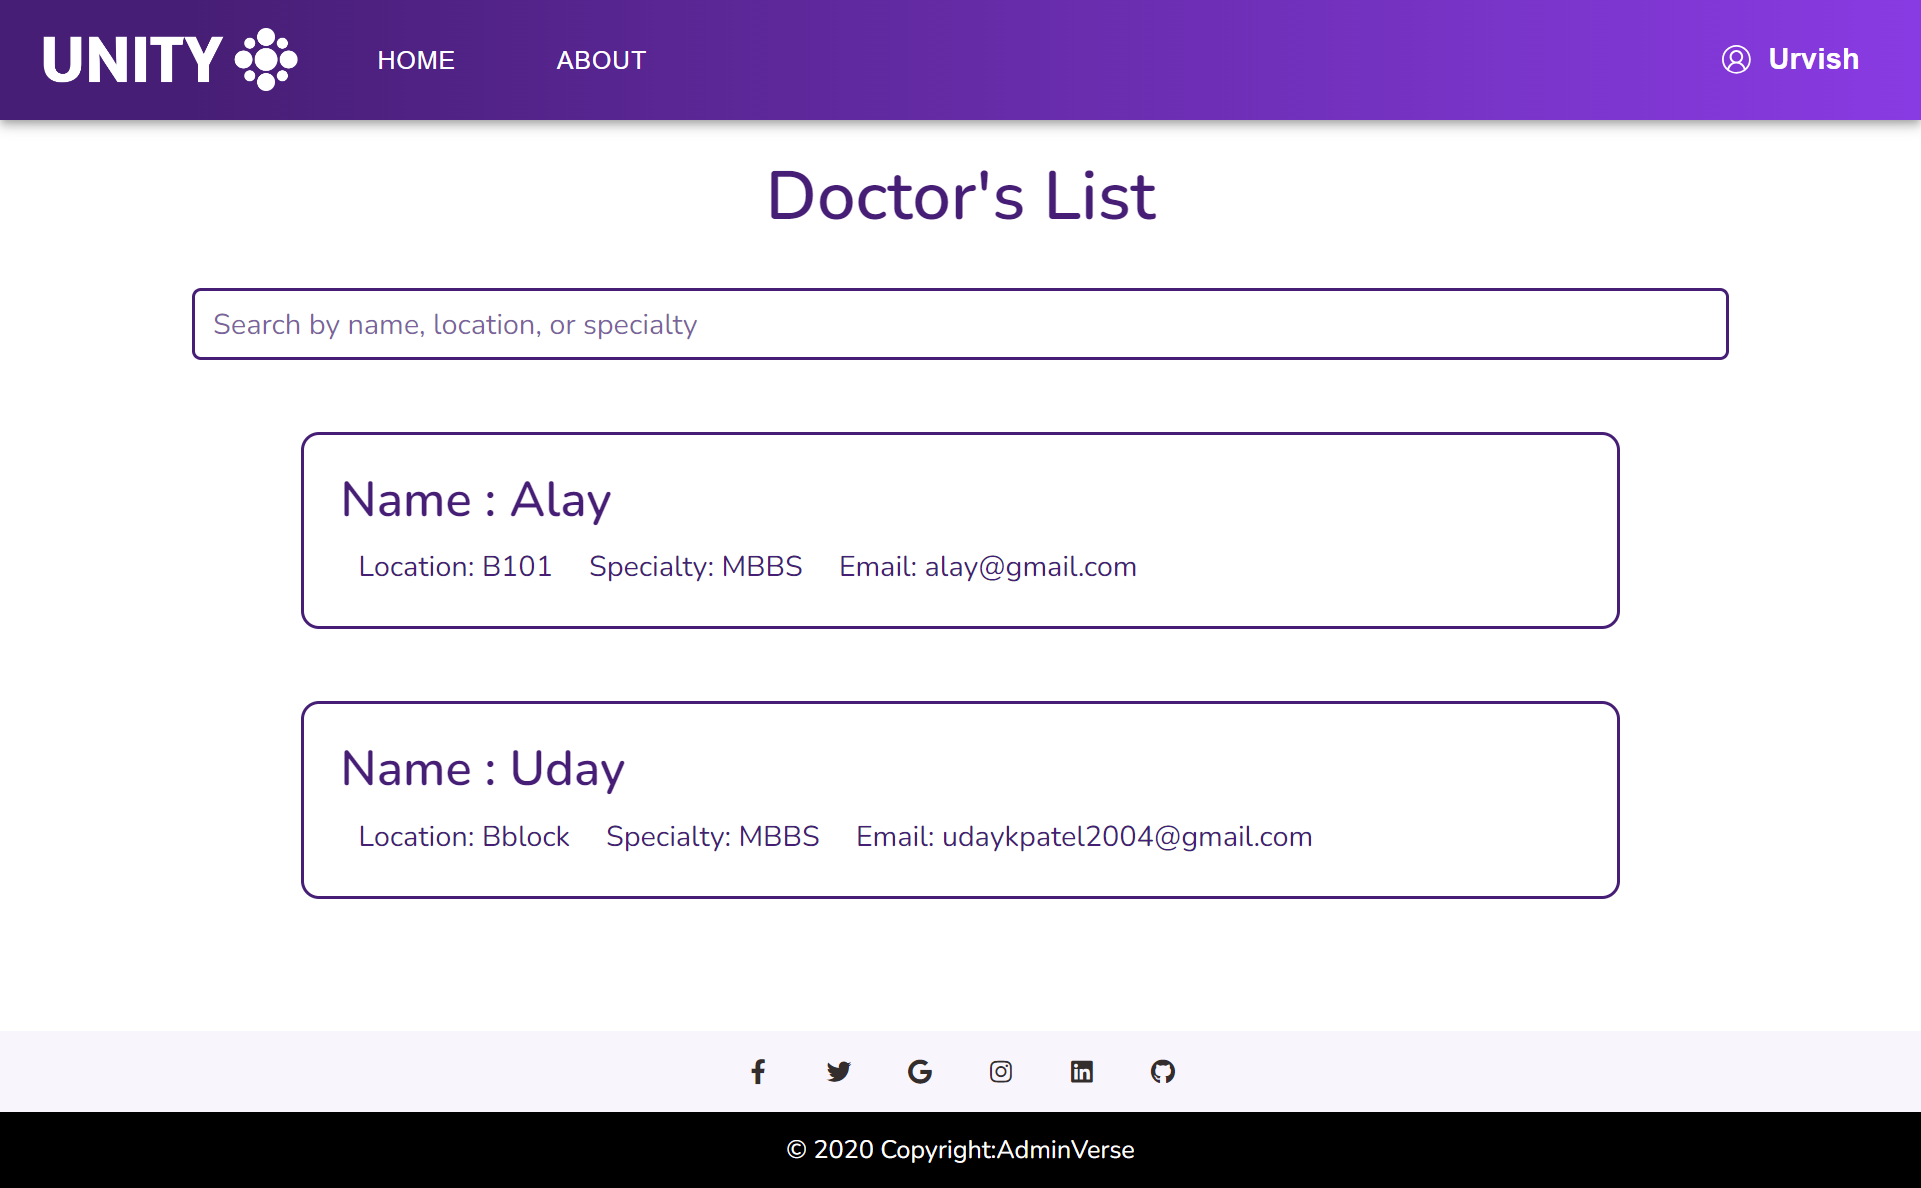 UNITY HOME ABOUT Urvish
Doctor's List
Search by name, location, or specialty
Name : Alay
Location: B101 Specialty: MBBS Email: alay@gmail.com
Name : Uday
Location: Bblock Specialty: MBBS Email: udaykpatel2004@gmail.com
© 2020 Copyright:AdminVerse